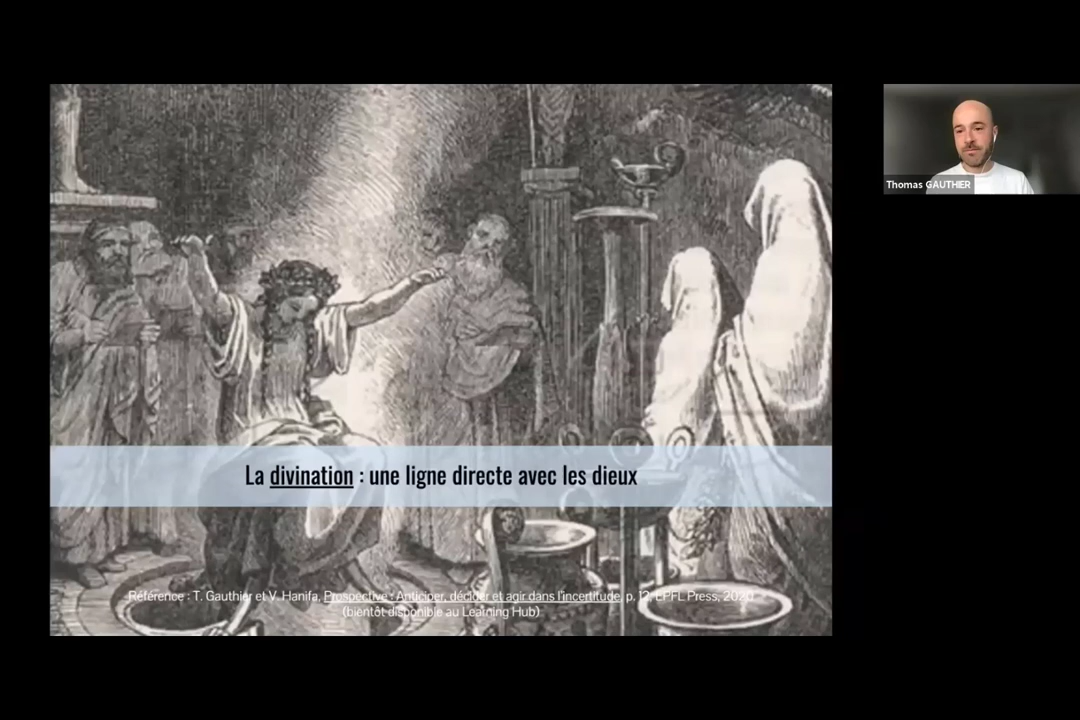 La divination : une ligne directe avec les dieux
Référence : T. Gauthier et V. Hanifa, Prospective : Anticiper, décider et agir dans l'incertitude, p. 12, EPFL Press,
(bientôt disponible au Learning Hub)
Thomas GAUTHIER